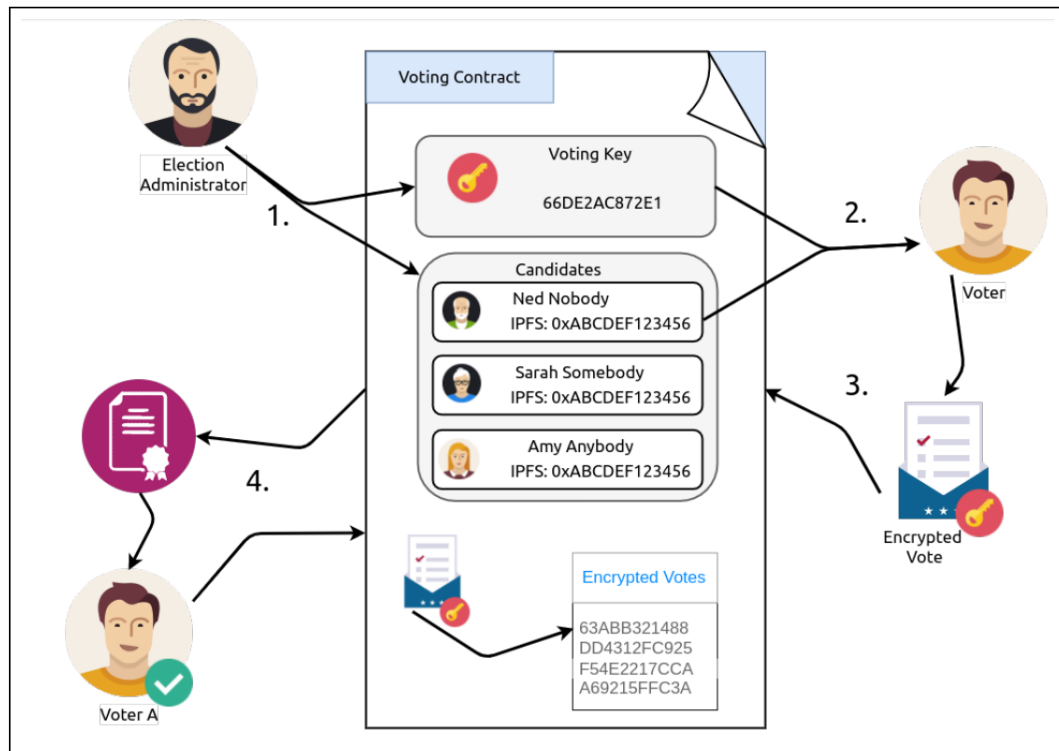 Voting Contract
Election
Administrator
1.
Voting Key
66DE2AC872E1
2.
Voter
Candidates
Ned Nobody
IPFS: 0xABCDEF123456
Sarah Somebody
IPFS: 0xABCDEF123456
Amy Anybody
IPFS: 0xABCDEF123456
3.
Encrypted
Vote
4.
Voter A
Encrypted Votes
63ABB321488
DD4312FC925
F54E2217CCA
A69215FFC3A